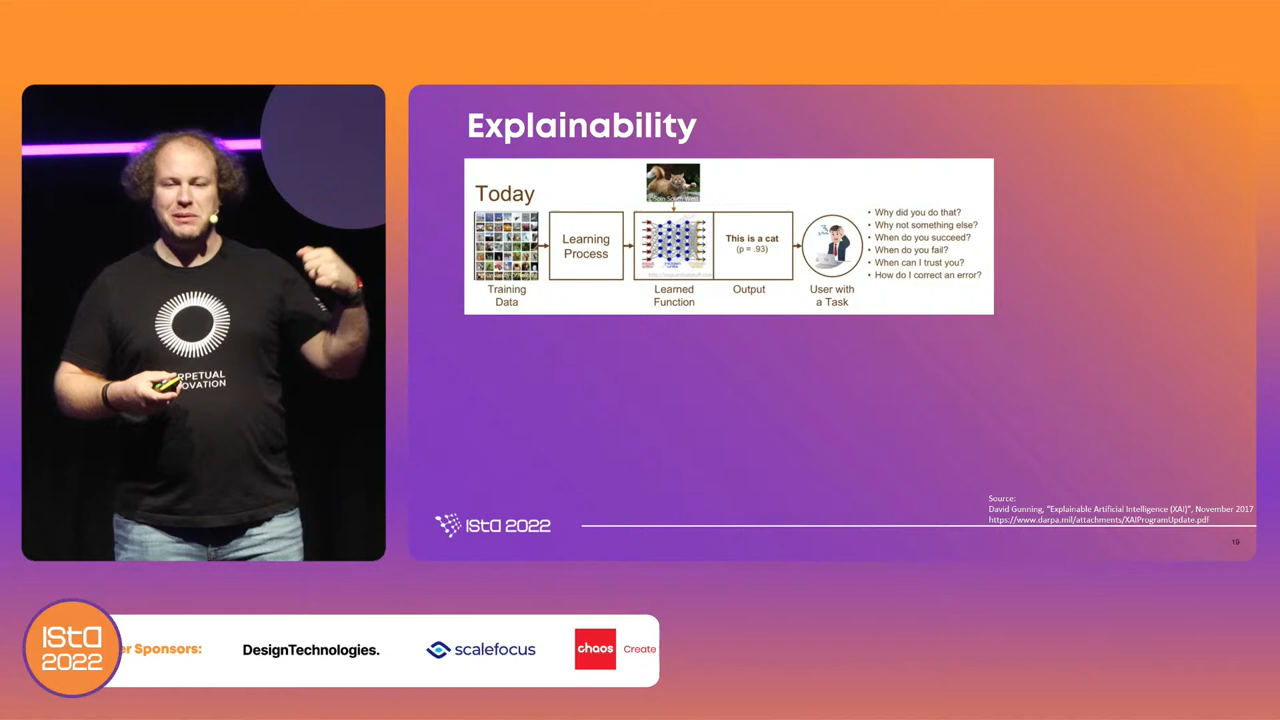 Explainability
Today
Training
Data
Learning
Process
Learned
Function
This is a cat
(p = .93)
Output
User with
a Task
• Why did you do that?
• Why not something else?
• When do you succeed?
• When do you fail?
• When can I trust you?
• How do I correct an error?
RPETUAL
OVATION
Source:
David Gunning, "Explainable Artificial Intelligence (XAI)", November 2017
https://www.darpa.mil/attachments/XAIProgramUpdate.pdf
ISTA 2022
19
ISTA
2022
er Sponsors:
DesignTechnologies.
scalefocus
chaos
Create